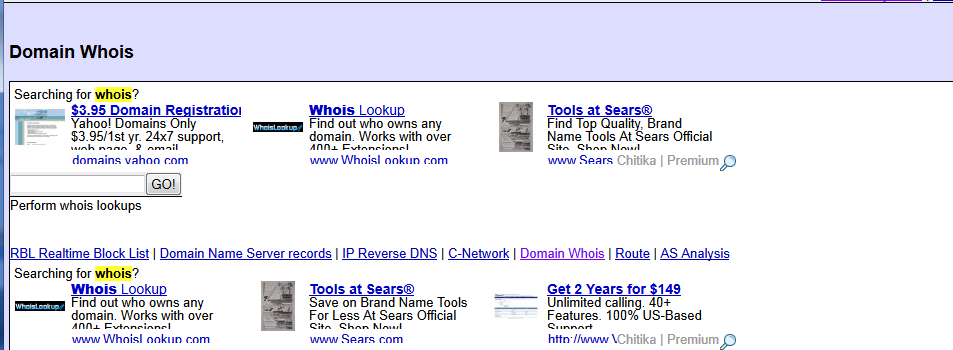 Domain Whois
Searching for whois?
$3.95 Domain Registration
Yahoo! Domains Only
$3.95/1st yr. 24x7 support,
web page, & email
domains.yahoo.com
WhoisLookup
Whois Lookup
Find out who owns any
domain. Works with over
400+ Extensions!
www.WhoisLookup.com
Tools at Sears®
Find Top Quality, Brand
Name Tools At Sears Official
Site. Shop Now!
www.Sears
Chitika | Premium
GO!
Perform whois lookups
RBL Realtime Block List | Domain Name Server records | IP Reverse DNS | C-Network | Domain Whois | Route | AS Analysis
Searching for whois?
WhoisLookup
Whois Lookup
Find out who owns any
domain. Works with over
400+ Extensions!
www.WhoisLookup.com
Tools at Sears®
Save on Brand Name Tools
For Less At Sears Official
Site. Shop Now!
www.Sears.com
Get 2 Years for $149
Unlimited calling. 40+
Features. 100% US-Based
Support
http://www.
Chitika | Premium